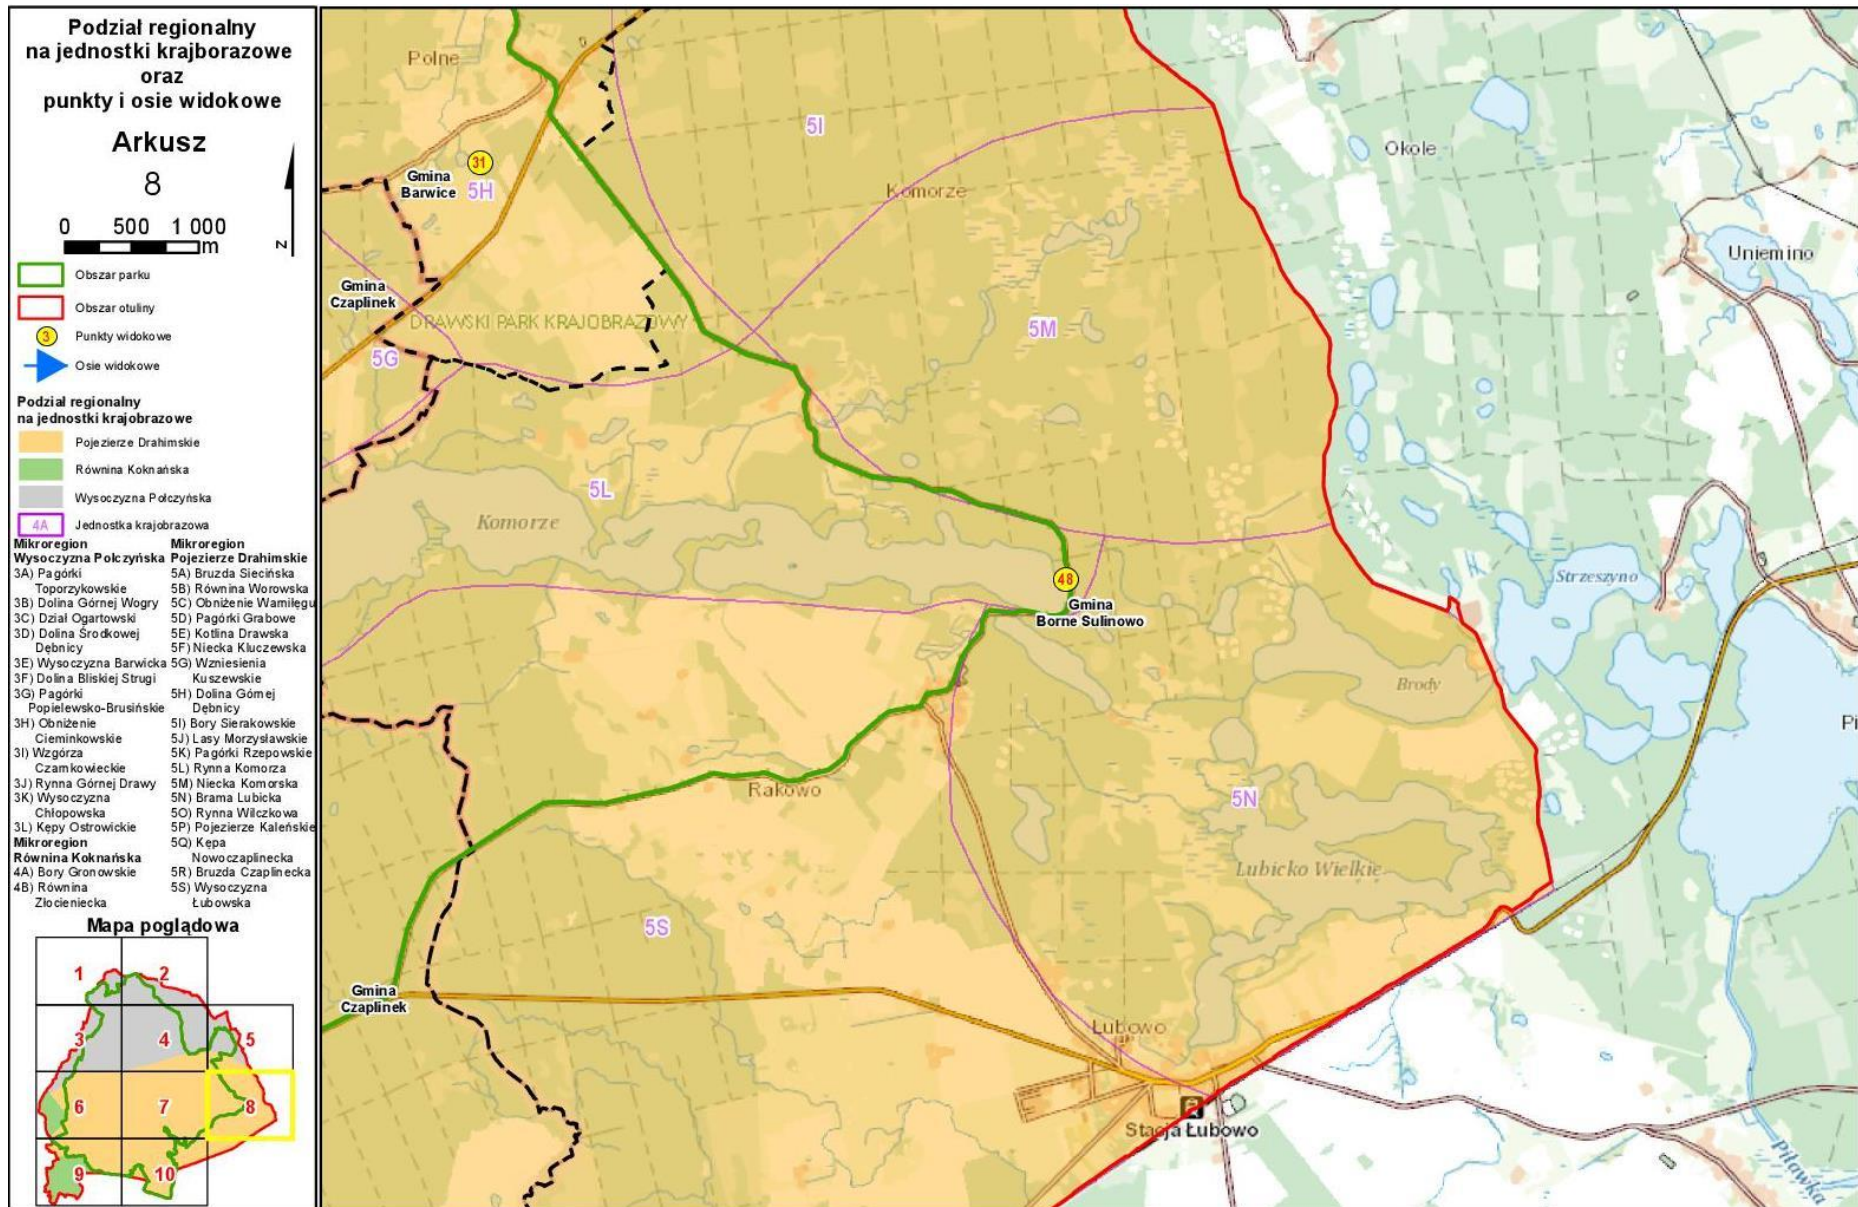 Podział regionalny
na jednostki krajborazowe
oraz
punkty i osie widokowe
Arkusz
8
0 500 1 000
m
N
Obszar parku
Obszar otuliny
3 Punkty widokowe
Osie widokowe
Podział regionalny
na jednostki krajobrazowe
Pojezierze Drahimskie
Równina Koknańska
Wysoczyzna Połczyńska
4A Jednostka krajobrazowa
Mikroregion
Wysoczyzna Połczyńska
3A) Pagórki
Toporzykowskie
3B) Dolina Górnej Wogry
3C) Dział Ogartowski
3D) Dolina Środkowej
Dębnicy
3E) Wysoczyzna Barwicka
3F) Dolina Bliskiej Strugi
3G) Pagórki
Popielewsko-Brusińskie
3H) Obniżenie
Cieminkowskie
3I) Wzgórza
Czarnkowieckie
3J) Rynna Górnej Drawy
3K) Wysoczyzna
Chłopowska
3L) Kępy Ostrowickie
Mikroregion
Równina Koknańska
4A) Bory Gronowskie
4B) Równina
Złocieniecka
Mikroregion
Pojezierze Drahimskie
5A) Bruzda Siecińska
5B) Równina Worowska
5C) Obniżenie Wamiłęgu
5D) Pagórki Grabowe
5E) Kotlina Drawska
5F) Niecka Kluczewska
5G) Wzniesienia
Kuszewskie
5H) Dolina Górnej
Dębnicy
5I) Bory Sierakowskie
5J) Lasy Morzysławskie
5K) Pagórki Rzepowskie
5L) Rynna Komorza
5M) Niecka Komorska
5N) Brama Lubicka
5O) Rynna Wilczkowa
5P) Pojezierze Kaleńskie
5Q) Kępa
Nowoczaplinecka
5R) Bruzda Czaplinecka
5S) Wysoczyzna
Łubowska
Mapa poglądowa
1 2
3 4 5
6 7 8
9 10
Polne
5I
31
Gmina
Barwice
5H
Okole
Komorze
Uniemino
Gmina
Czaplinek
DRAWSKI PARK KRAJOBRAZOWY
5M
5G
5L
Komorze
48
Gmina
Borne Sulinowo
Strzeszyno
Brody
Pi
Rakowo
5N
Lubicko Wielkie
5S
Gmina
Czaplinek
Łubowo
Stacja Łubowo
Piławka